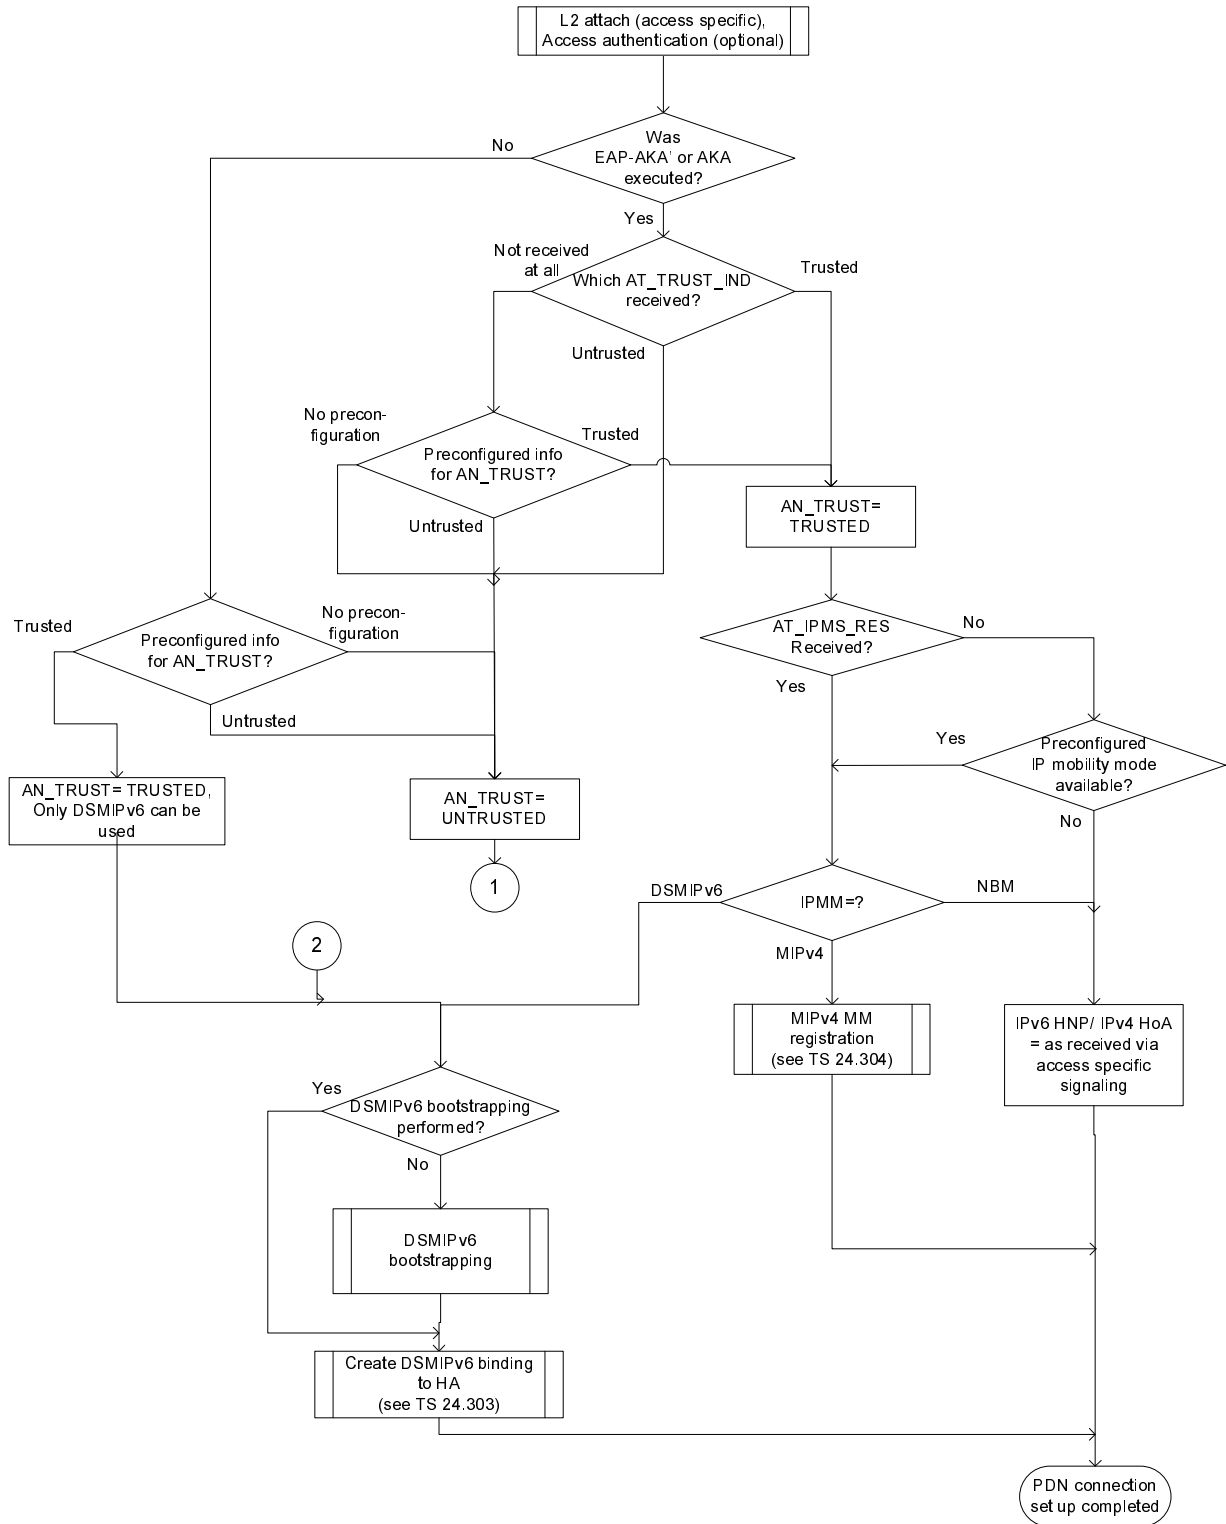 L2 attach (access specific),
Access authentication (optional)
No
Was
EAP-AKA' or AKA
executed?
Yes
Not received
at all
Which AT_TRUST_IND
received?
Trusted
Untrusted
No precon-
figuration
Preconfigured info
for AN_TRUST?
Trusted
Untrusted
AN_TRUST=
TRUSTED
Trusted
Preconfigured info
for AN_TRUST?
No precon-
figuration
Untrusted
AT_IPMS_RES
Received?
No
Yes
Yes
Preconfigured
IP mobility mode
available?
No
AN_TRUST= TRUSTED,
Only DSMIPv6 can be
used
AN_TRUST=
UNTRUSTED
1
DSMIPv6
IPMM=?
NBM
MIPv4
2
MIPv4 MM
registration
(see TS 24.304)
IPv6 HNP/ IPv4 HoA
= as received via
access specific
signaling
Yes
DSMIPv6 bootstrapping
performed?
No
DSMIPv6
bootstrapping
Create DSMIPv6 binding
to HA
(see TS 24.303)
PDN connection
set up completed